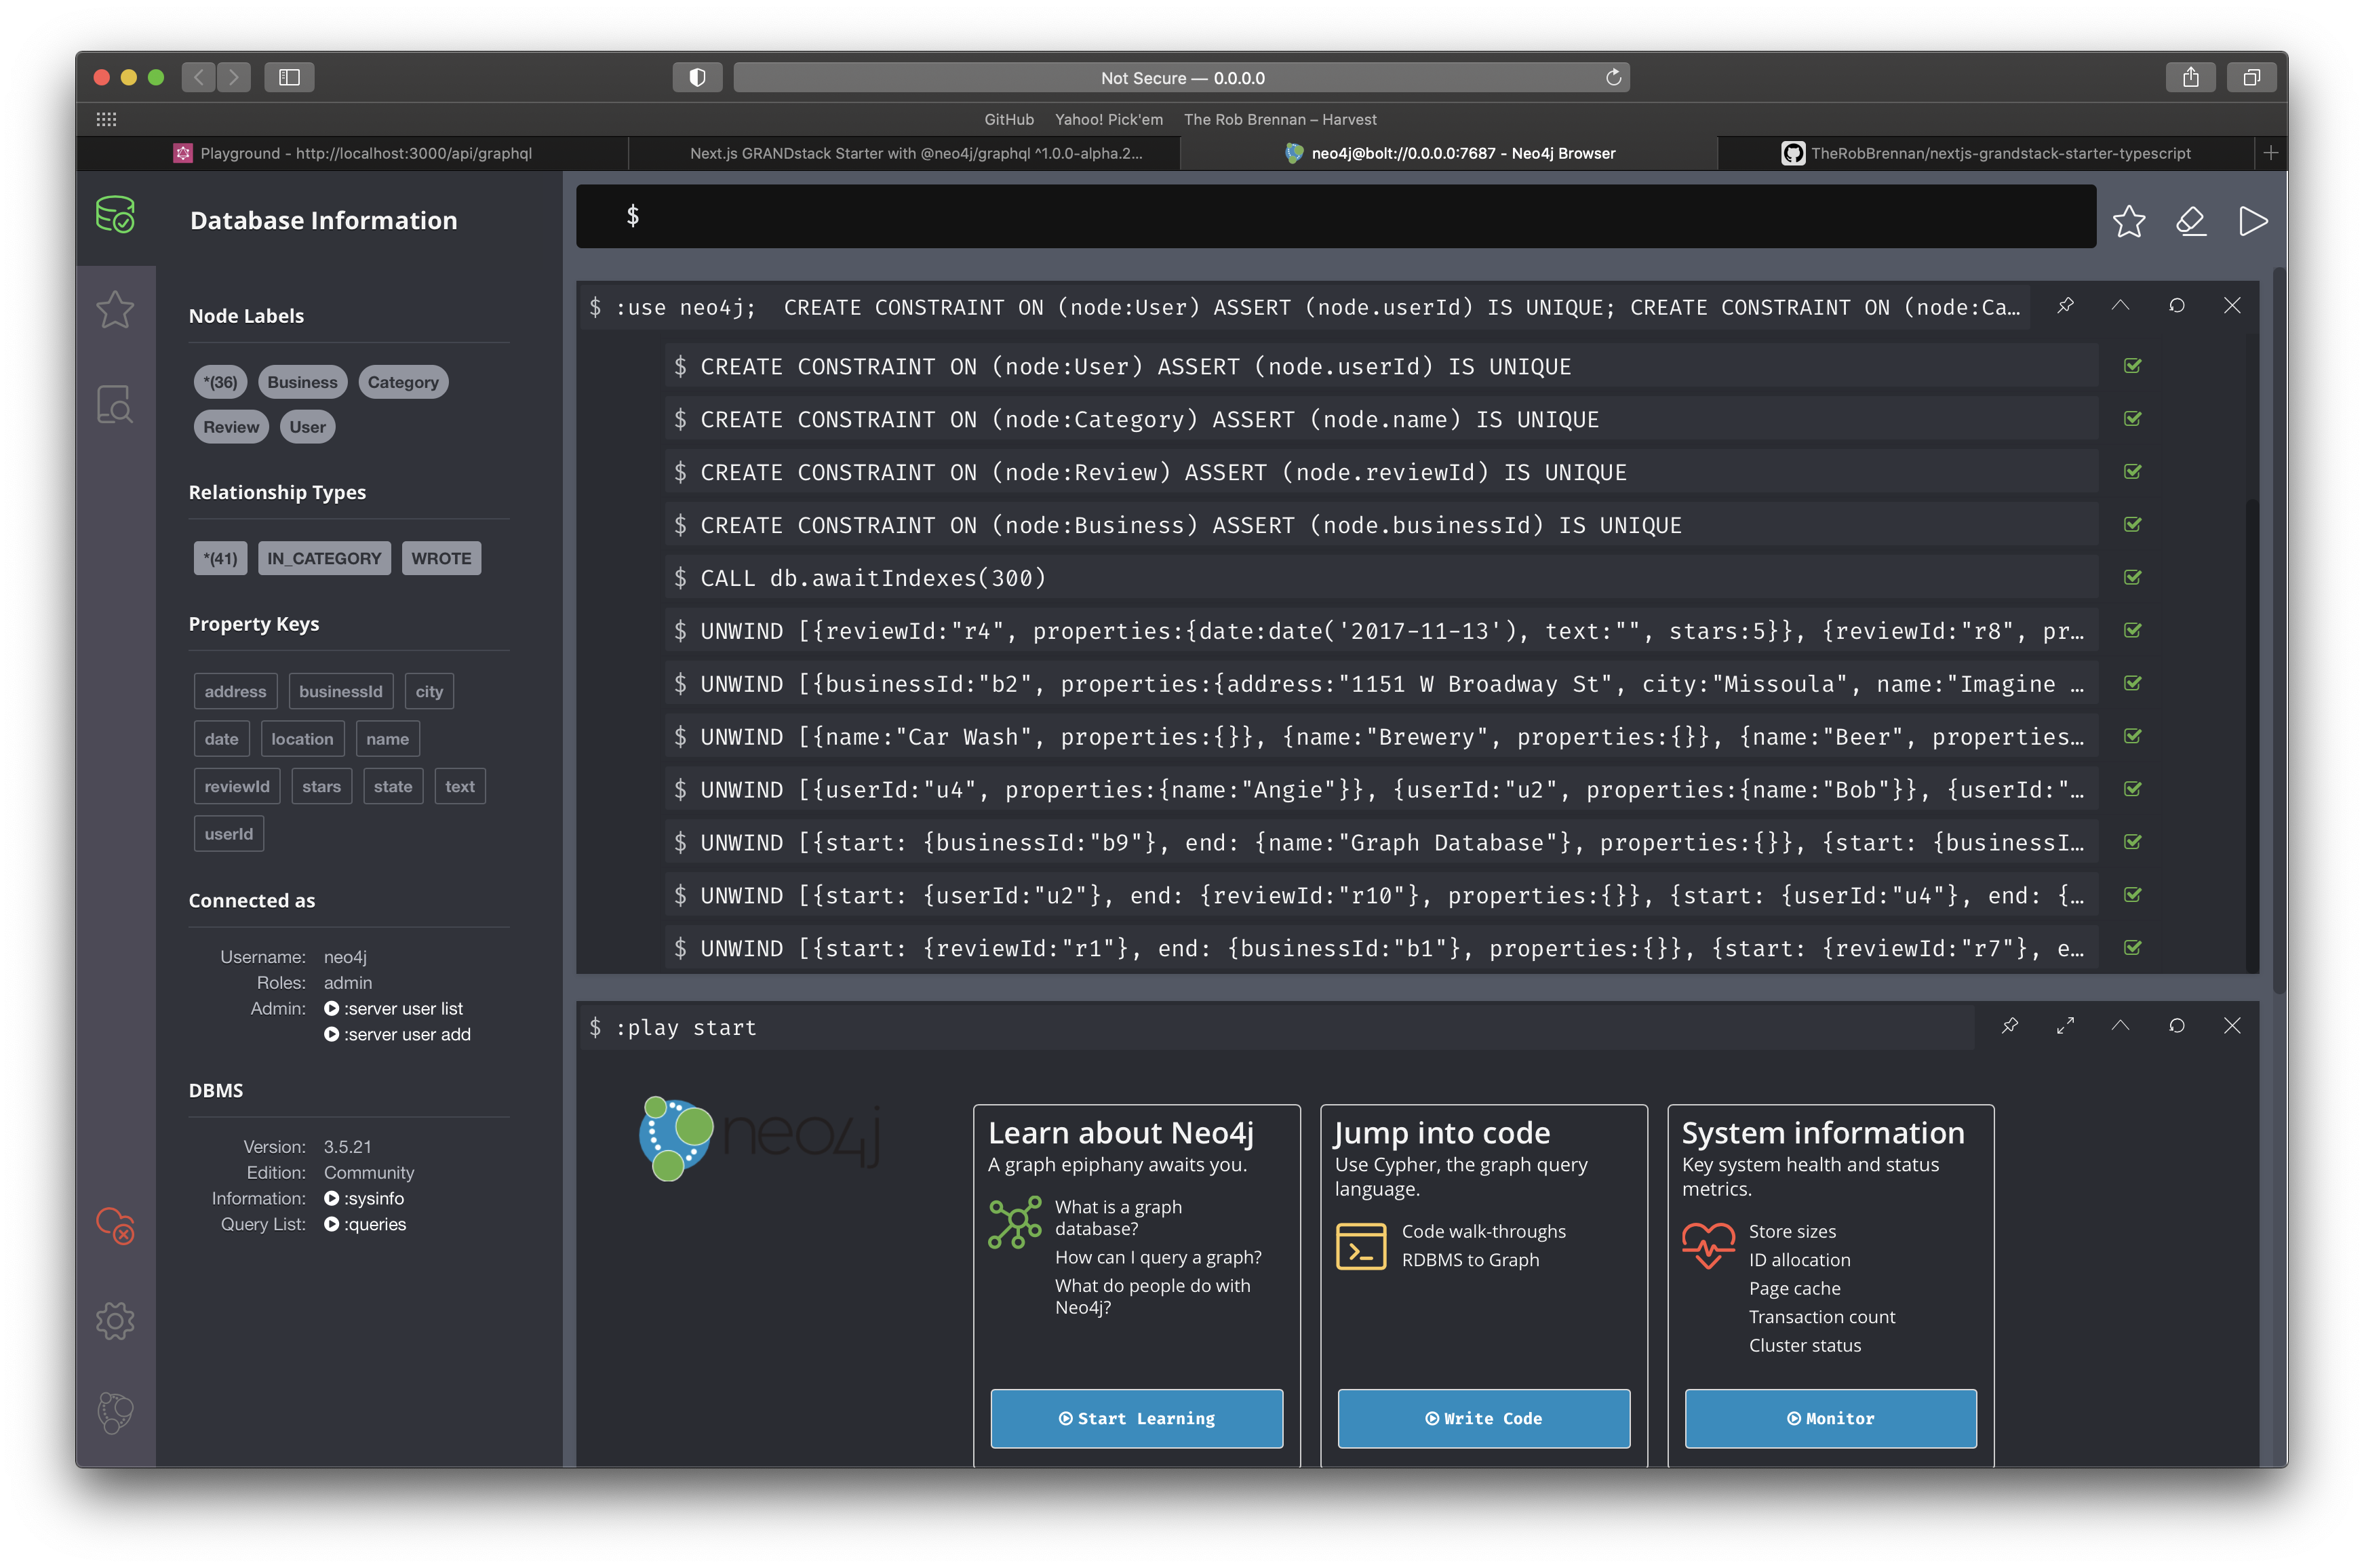 Not Secure — 0.0.0.0
GitHub Yahoo! Pick'em The Rob Brennan – Harvest
Playground - http://localhost:3000/api/graphql
Next.js GRANDstack Starter with @neo4j/graphql ^1.0.0-alpha.2...
neo4j@bolt://0.0.0.0:7687 - Neo4j Browser
TheRobBrennan/nextjs-grandstack-starter-typescript
Database Information
Node Labels
*(36) Business Category
Review User
Relationship Types
*(41) IN_CATEGORY WROTE
Property Keys
address businessId city
date location name
reviewId stars state text
userId
Connected as
Username: neo4j
Roles: admin
Admin: :server user list
:server user add
DBMS
Version: 3.5.21
Edition: Community
Information: :sysinfo
Query List: :queries
$
$ :use neo4j;  CREATE CONSTRAINT ON (node:User) ASSERT (node.userId) IS UNIQUE; CREATE CONSTRAINT ON (node:Ca…
$ CREATE CONSTRAINT ON (node:User) ASSERT (node.userId) IS UNIQUE
$ CREATE CONSTRAINT ON (node:Category) ASSERT (node.name) IS UNIQUE
$ CREATE CONSTRAINT ON (node:Review) ASSERT (node.reviewId) IS UNIQUE
$ CREATE CONSTRAINT ON (node:Business) ASSERT (node.businessId) IS UNIQUE
$ CALL db.awaitIndexes(300)
$ UNWIND [{reviewId:"r4", properties:{date:date('2017-11-13'), text:"", stars:5}}, {reviewId:"r8", pr…
$ UNWIND [{businessId:"b2", properties:{address:"1151 W Broadway St", city:"Missoula", name:"Imagine …
$ UNWIND [{name:"Car Wash", properties:{}}, {name:"Brewery", properties:{}}, {name:"Beer", properties…
$ UNWIND [{userId:"u4", properties:{name:"Angie"}}, {userId:"u2", properties:{name:"Bob"}}, {userId:"…
$ UNWIND [{start: {businessId:"b9"}, end: {name:"Graph Database"}, properties:{}}, {start: {businessI…
$ UNWIND [{start: {userId:"u2"}, end: {reviewId:"r10"}, properties:{}}, {start: {userId:"u4"}, end: {…
$ UNWIND [{start: {reviewId:"r1"}, end: {businessId:"b1"}, properties:{}}, {start: {reviewId:"r7"}, e…
$ :play start
neo4j
Learn about Neo4j
A graph epiphany awaits you.
What is a graph
database?
How can I query a graph?
What do people do with
Neo4j?
Start Learning
Jump into code
Use Cypher, the graph query
language.
Code walk-throughs
RDBMS to Graph
Write Code
System information
Key system health and status
metrics.
Store sizes
ID allocation
Page cache
Transaction count
Cluster status
Monitor